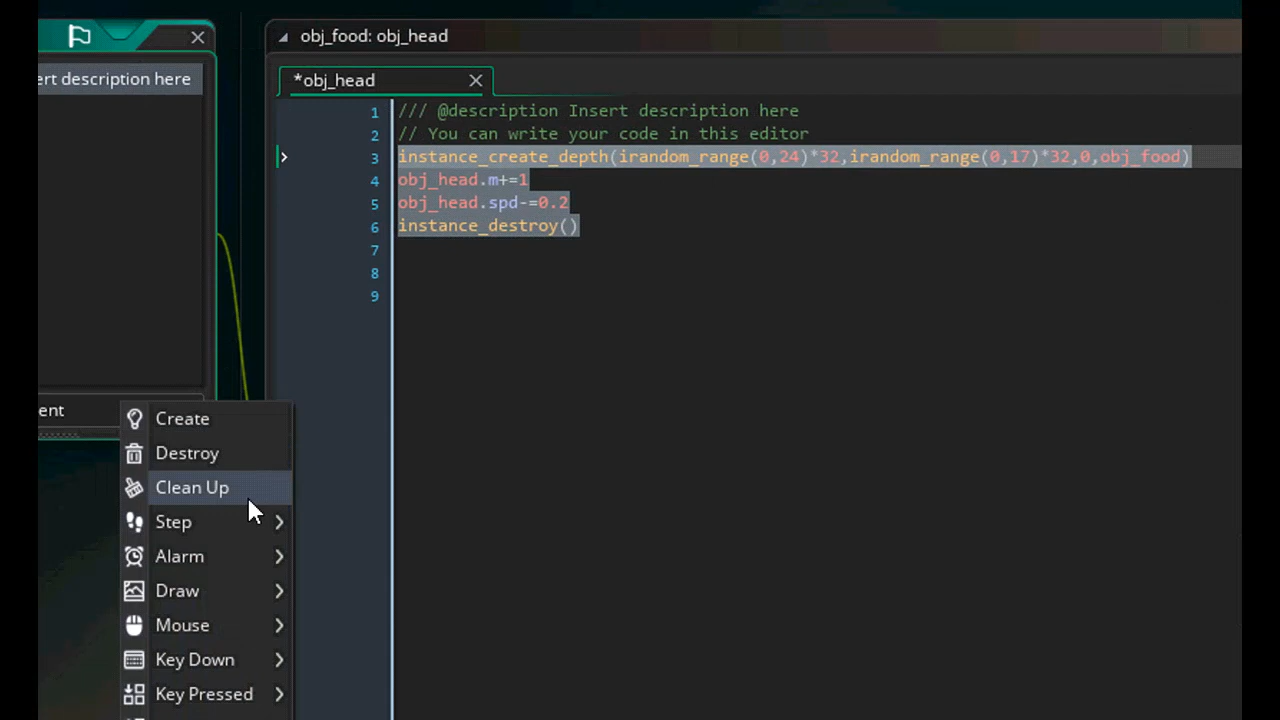 obj_food: obj_head
ert description here
*obj_head
1 /// @description Insert description here
2 // You can write your code in this editor
3 instance_create_depth(irandom_range(0,24)*32,irandom_range(0,17)*32,0,obj_food)
4 obj_head.m+=1
5 obj_head.spd-=0.2
6 instance_destroy()
7
8
9
ent
Create
Destroy
Clean Up
Step
Alarm
Draw
Mouse
Key Down
Key Pressed